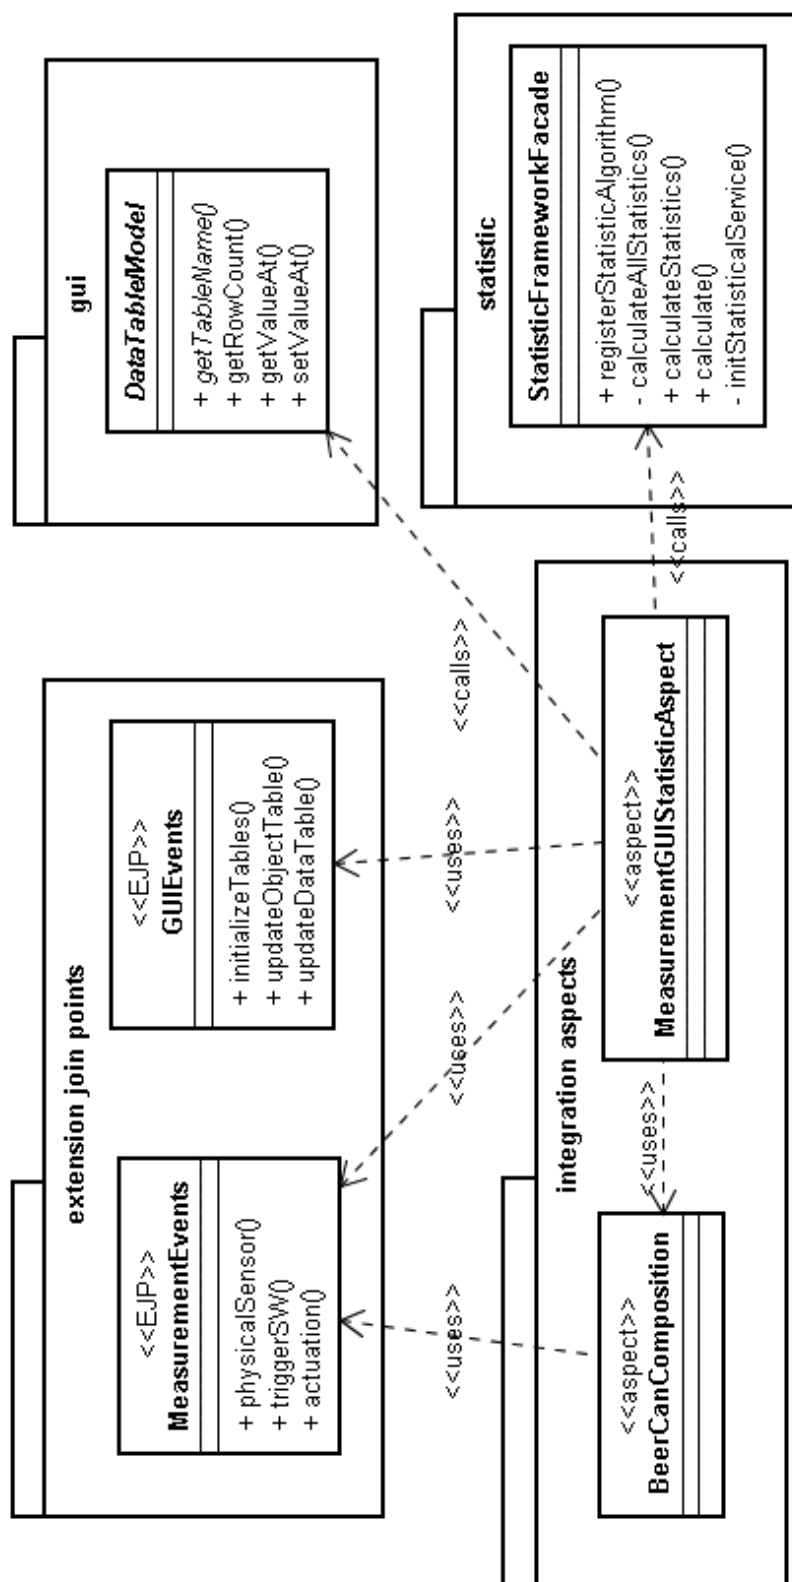 extension join points
<<EJP>>
MeasurementEvents
+ physicalSensor()
+ triggerSW()
+ actuation()
<<EJP>>
GUIEvents
+ initializeTables()
+ updateObjectTable()
+ updateDataTable()
gui
DataTableModel
+ getTableName()
+ getRowCount()
+ getValueAt()
+ setValueAt()
<<uses>>
<<uses>>
<<uses>>
<<calls>>
integration aspects
<<aspect>>
BeerCanComposition
<<uses>>
<<aspect>>
MeasurementGUIStatisticAspect
<<calls>>
statistic
StatisticFrameworkFacade
+ registerStatisticAlgorithm()
- calculateAllStatistics()
+ calculateStatistics()
+ calculate()
- initStatisticalService()